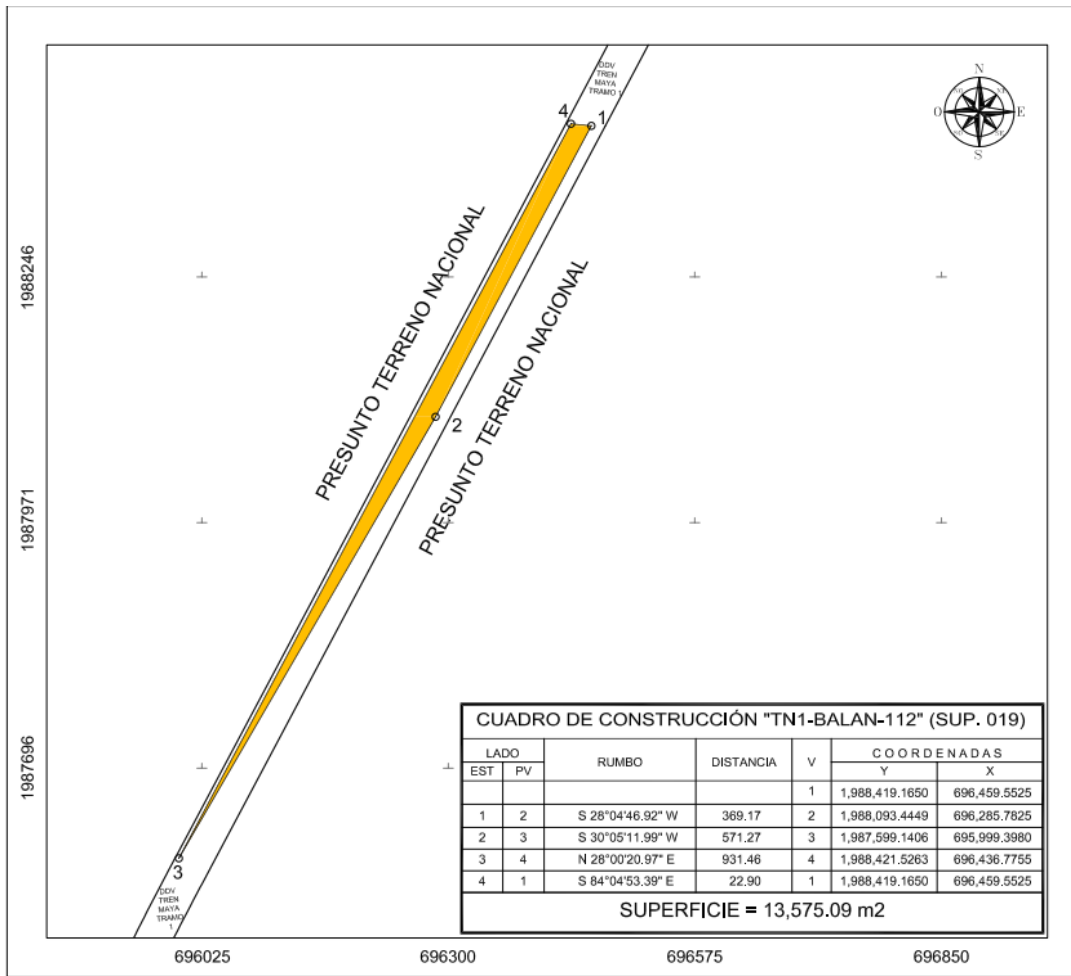 DDV
TREN
MAYA
TRAMO 1
4
1
N
NO
NE
O
E
SO
SE
S
PRESUNTO TERRENO NACIONAL
PRESUNTO TERRENO NACIONAL
2
3
DDV
TREN
MAYA
TRAMO
1
1988246
1987971
1987696
696025
696300
696575
696850
CUADRO DE CONSTRUCCIÓN "TN1-BALAN-112" (SUP. 019)
LADO RUMBO DISTANCIA V COORDENADAS
EST PV Y X
1 1,988,419.1650 696,459.5525
1 2 S 28°04'46.92" W 369.17 2 1,988,093.4449 696,285.7825
2 3 S 30°05'11.99" W 571.27 3 1,987,599.1406 695,999.3980
3 4 N 28°00'20.97" E 931.46 4 1,988,421.5263 696,436.7755
4 1 S 84°04'53.39" E 22.90 1 1,988,419.1650 696,459.5525
SUPERFICIE = 13,575.09 m2